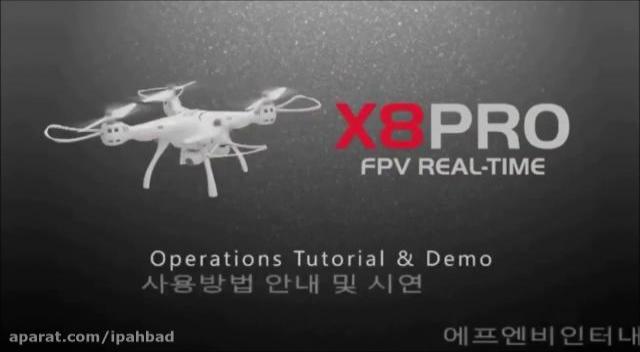 X8PRO
FPV REAL-TIME
Operations Tutorial & Demo
사용방법 안내 및 시연
에프엔비인터내
aparat.com/ipahbad